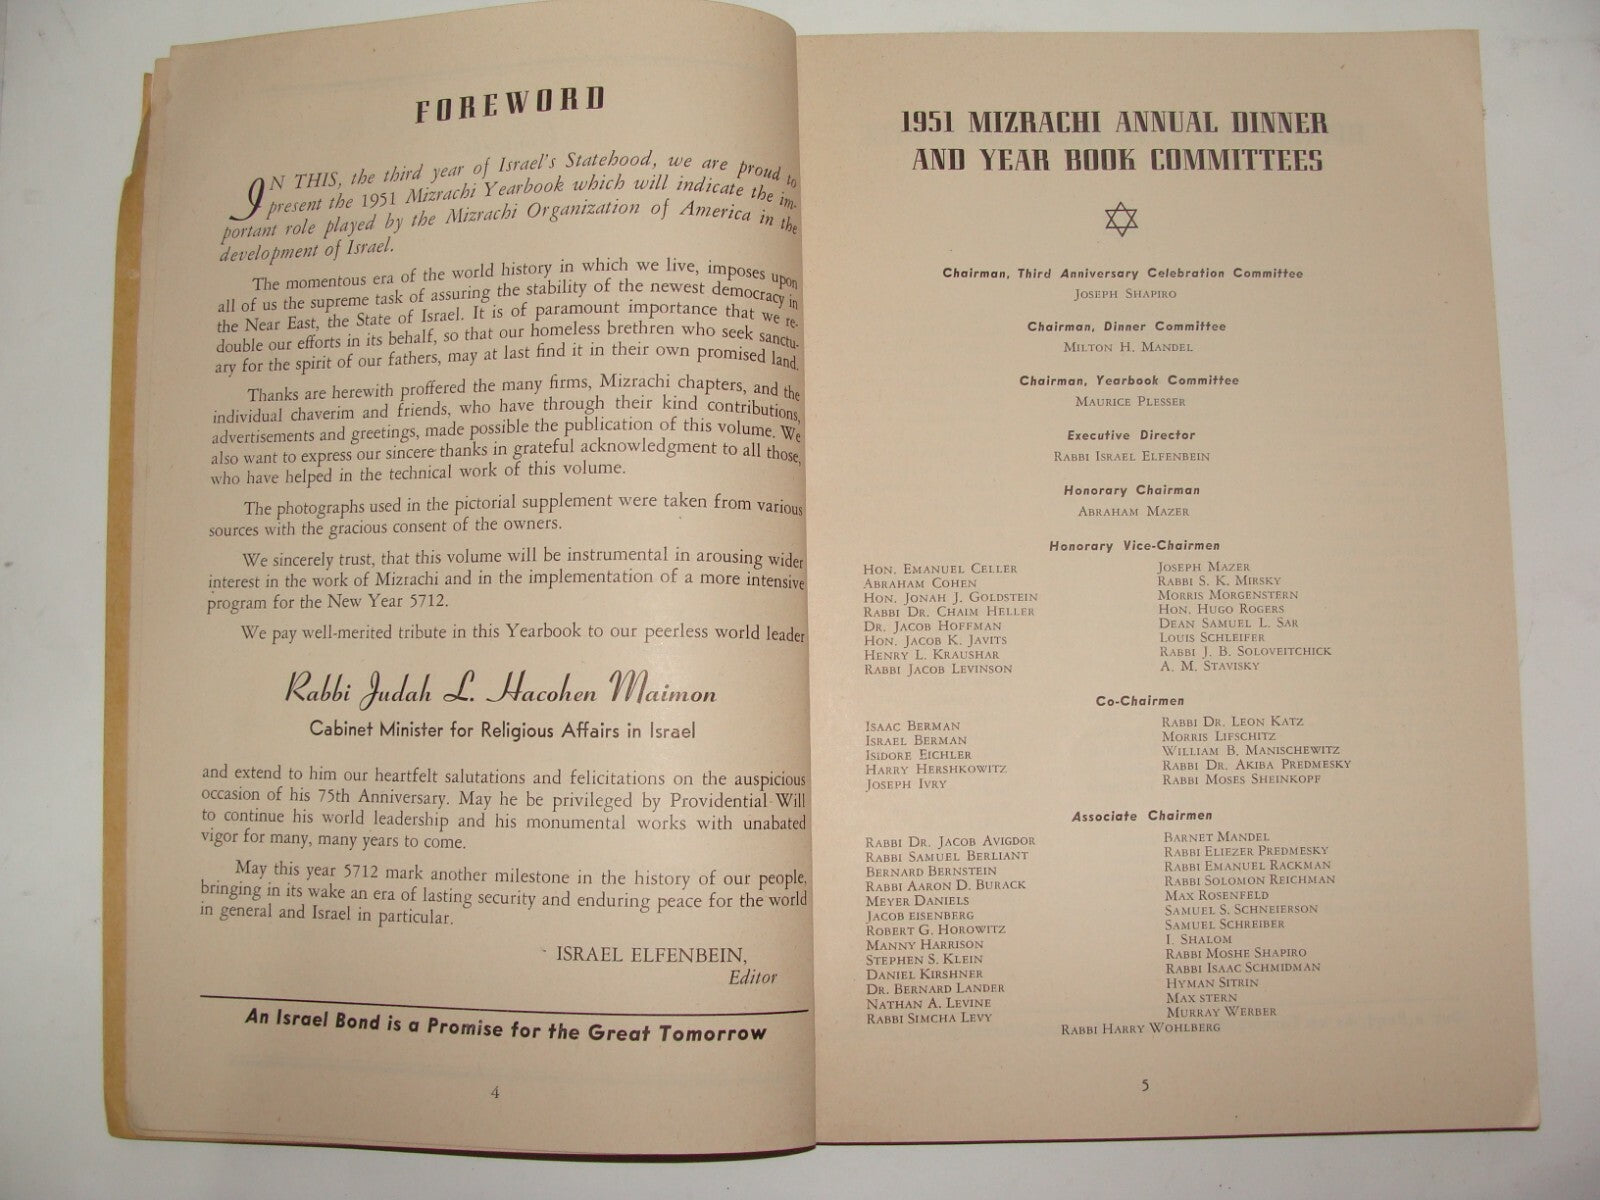 FOREWORD
IN THIS, the third year of Israel's Statehood, we are proud to
present the 1951 Mizrachi Yearbook which will indicate the im-
portant role played by the Mizrachi Organization of America in the
development of Israel.
The momentous era of the world history in which we live, imposes upon
all of us the supreme task of assuring the stability of the newest democracy in
the Near East, the State of Israel. It is of paramount importance that we re-
double our efforts in its behalf, so that our homeless brethren who seek sanctu-
ary for the spirit of our fathers, may at last find it in their own promised land.
Thanks are herewith proffered the many firms, Mizrachi chapters, and the
individual chaverim and friends, who have through their kind contributions,
advertisements and greetings, made possible the publication of this volume. We
also want to express our sincere thanks in grateful acknowledgment to all those,
who have helped in the technical work of this volume.
The photographs used in the pictorial supplement were taken from various
sources with the gracious consent of the owners.
We sincerely trust, that this volume will be instrumental in arousing wider
interest in the work of Mizrachi and in the implementation of a more intensive
program for the New Year 5712.
We pay well-merited tribute in this Yearbook to our peerless world leader
Rabbi Judah L. Hacohen Maimon
Cabinet Minister for Religious Affairs in Israel
and extend to him our heartfelt salutations and felicitations on the auspicious
occasion of his 75th Anniversary. May he be privileged by Providential Will
to continue his world leadership and his monumental works with unabated
vigor for many, many years to come.
May this year 5712 mark another milestone in the history of our people,
bringing in its wake an era of lasting security and enduring peace for the world
in general and Israel in particular.
ISRAEL ELFENBEIN,
Editor
An Israel Bond is a Promise for the Great Tomorrow
4
1951 MIZRACHI ANNUAL DINNER
AND YEAR BOOK COMMITTEES
Chairman, Third Anniversary Celebration Committee
JOSEPH SHAPIRO
Chairman, Dinner Committee
MILTON H. MANDEL
Chairman, Yearbook Committee
MAURICE PLESSER
Executive Director
RABBI ISRAEL ELFENBEIN
Honorary Chairman
ABRAHAM MAZER
Honorary Vice-Chairmen
HON. EMANUEL CELLER
ABRAHAM COHEN
HON. JONAH J. GOLDSTEIN
RABBI DR. CHAIM HELLER
DR. JACOB HOFFMAN
HON. JACOB K. JAVITS
HENRY L. KRAUSHAR
RABBI JACOB LEVINSON
JOSEPH MAZER
RABBI S. K. MIRSKY
MORRIS MORGENSTERN
HON. HUGO ROGERS
DEAN SAMUEL L. SAR
LOUIS SCHLEIFER
RABBI J. B. SOLOVEITCHICK
A. M. STAVISKY
Co-Chairmen
ISAAC BERMAN
ISRAEL BERMAN
ISIDORE EICHLER
HARRY HERSHKOWITZ
JOSEPH IVRY
RABBI DR. LEON KATZ
MORRIS LIFSCHITZ
WILLIAM B. MANISCHEWITZ
RABBI DR. AKIBA PREDMESKY
RABBI MOSES SHEINKOPF
Associate Chairmen
RABBI DR. JACOB AVIGDOR
RABBI SAMUEL BERLIANT
BERNARD BERNSTEIN
RABBI AARON D. BURACK
MEYER DANIELS
JACOB EISENBERG
ROBERT G. HOROWITZ
MANNY HARRISON
STEPHEN S. KLEIN
DANIEL KIRSHNER
DR. BERNARD LANDER
NATHAN A. LEVINE
RABBI SIMCHA LEVY
BARNET MANDEL
RABBI ELIEZER PREDMESKY
RABBI EMANUEL RACKMAN
RABBI SOLOMON REICHMAN
MAX ROSENFELD
SAMUEL S. SCHNEIERSON
SAMUEL SCHREIBER
I. SHALOM
RABBI MOSHE SHAPIRO
RABBI ISAAC SCHMIDMAN
HYMAN SITRIN
MAX STERN
MURRAY WERBER
RABBI HARRY WOHLBERG
5